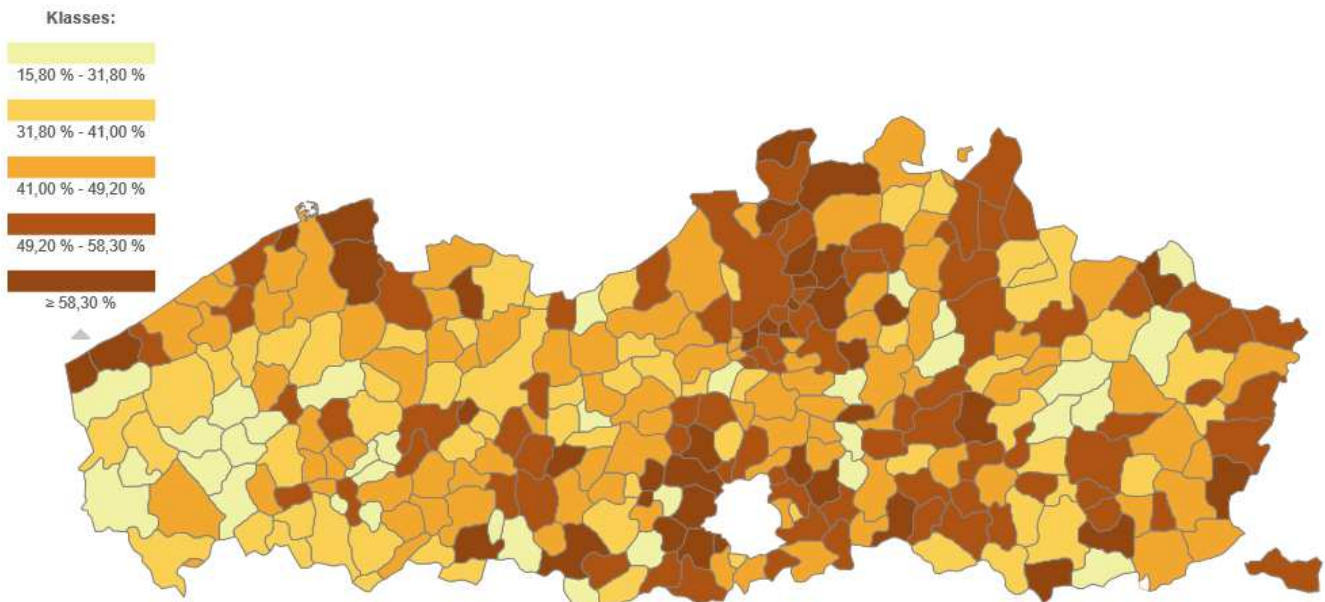 Klasses:
15,80 % - 31,80 %
31,80 % - 41,00 %
41,00 % - 49,20 %
49,20 % - 58,30 %
≥ 58,30 %